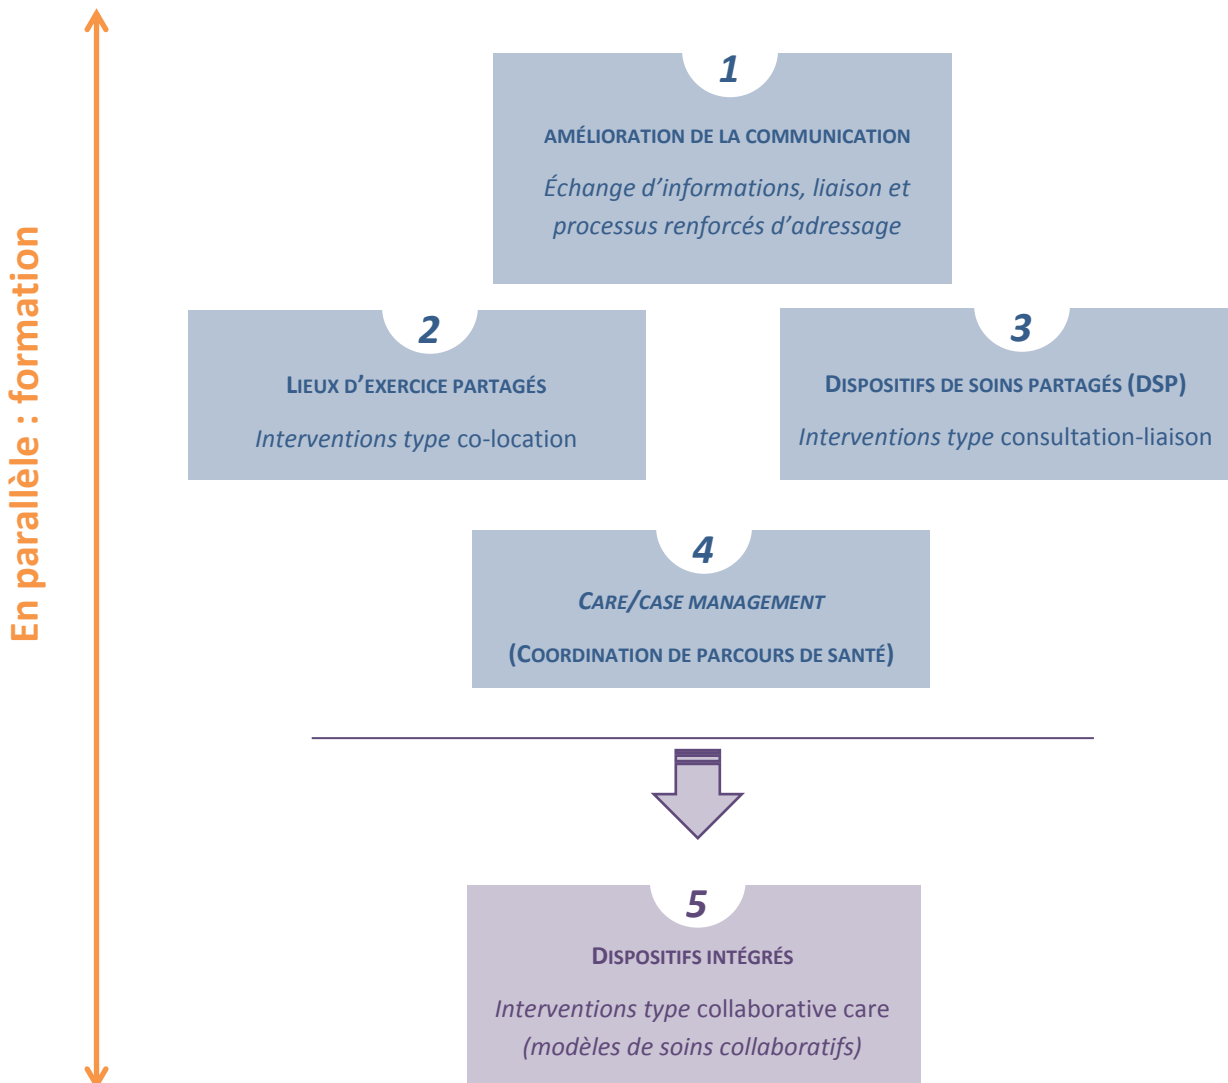 En parallèle : formation
1
AMÉLIORATION DE LA COMMUNICATION
Échange d’informations, liaison et
processus renforcés d’adressage
2
LIEUX D’EXERCICE PARTAGÉS
Interventions type co-location
3
DISPOSITIFS DE SOINS PARTAGÉS (DSP)
Interventions type consultation-liaison
4
CARE/CASE MANAGEMENT
(COORDINATION DE PARCOURS DE SANTÉ)
5
DISPOSITIFS INTÉGRÉS
Interventions type collaborative care
(modèles de soins collaboratifs)